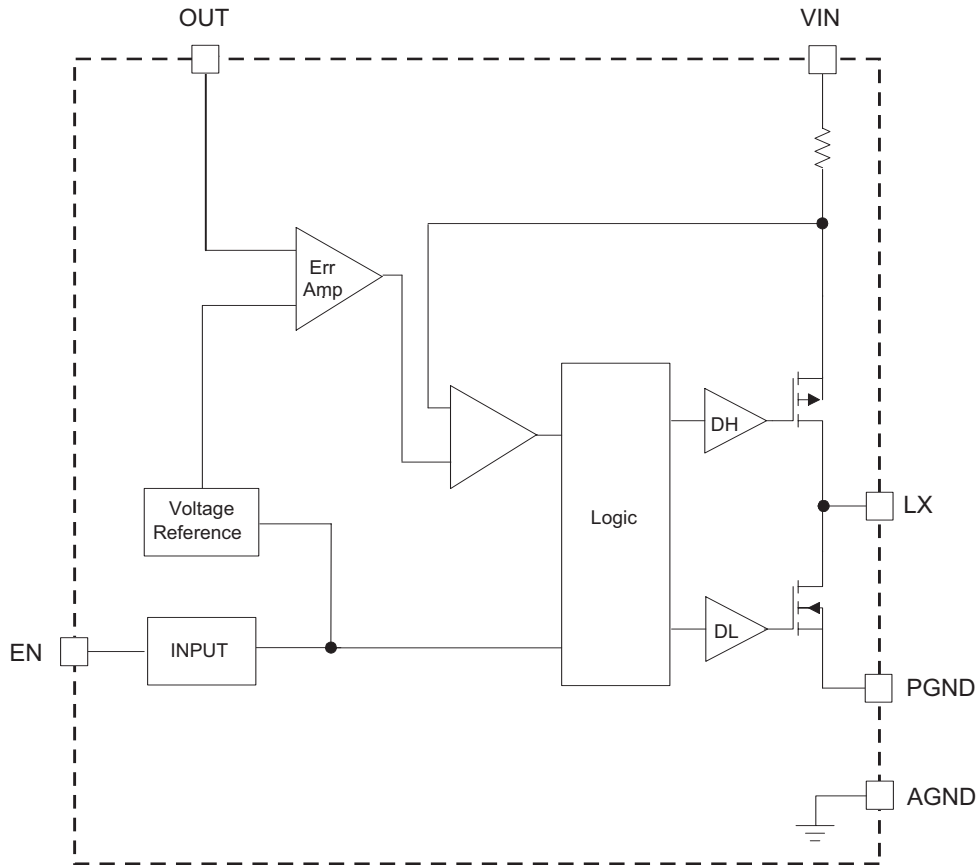 OUT
VIN
Err
Amp
DH
Voltage
Reference
Logic
LX
EN
INPUT
DL
PGND
AGND